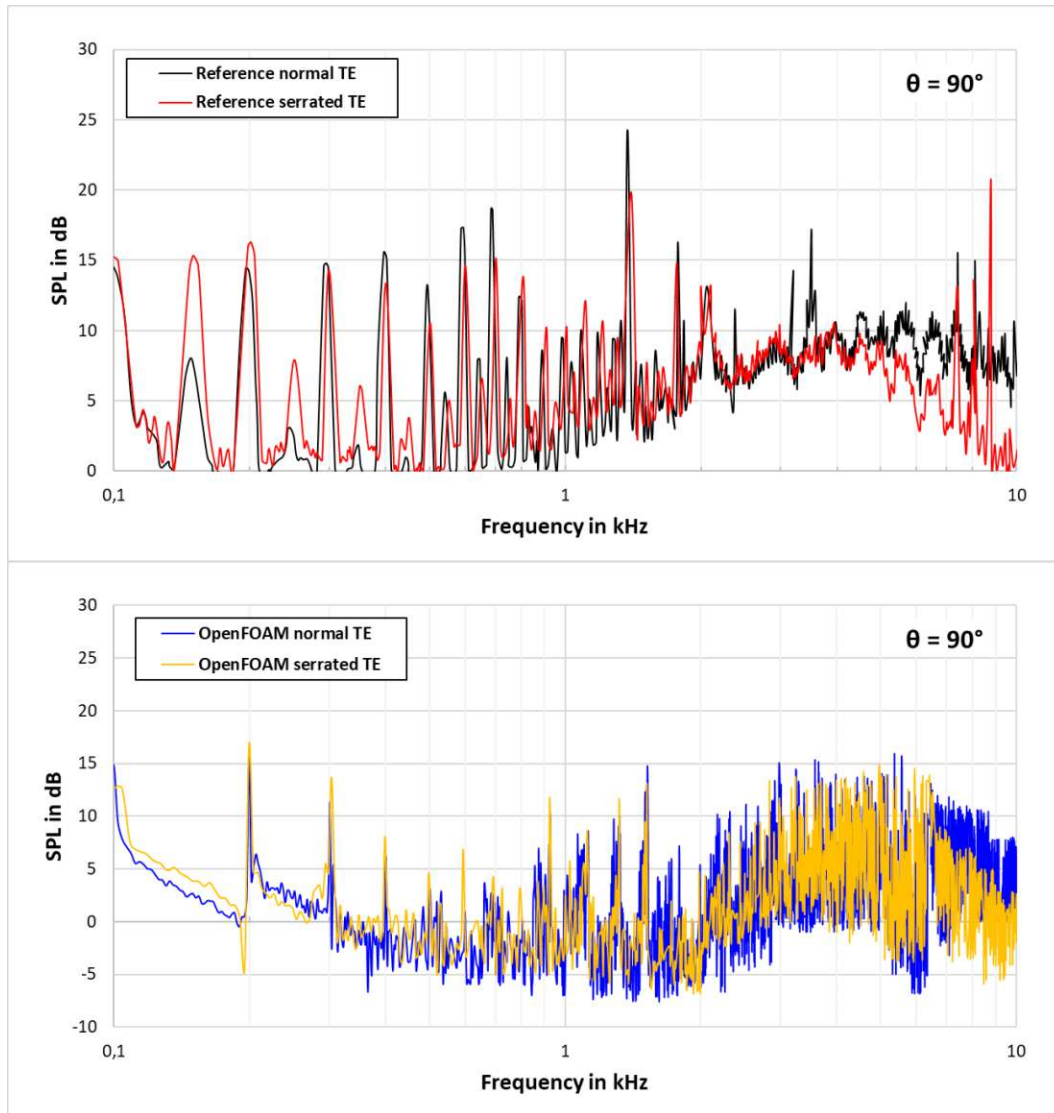 30
25
20
15
10
5
0
SPL in dB
Reference normal TE
Reference serrated TE
θ = 90°
0,1
1
10
Frequency in kHz
30
25
20
15
10
5
0
-5
-10
SPL in dB
OpenFOAM normal TE
OpenFOAM serrated TE
θ = 90°
0,1
1
10
Frequency in kHz